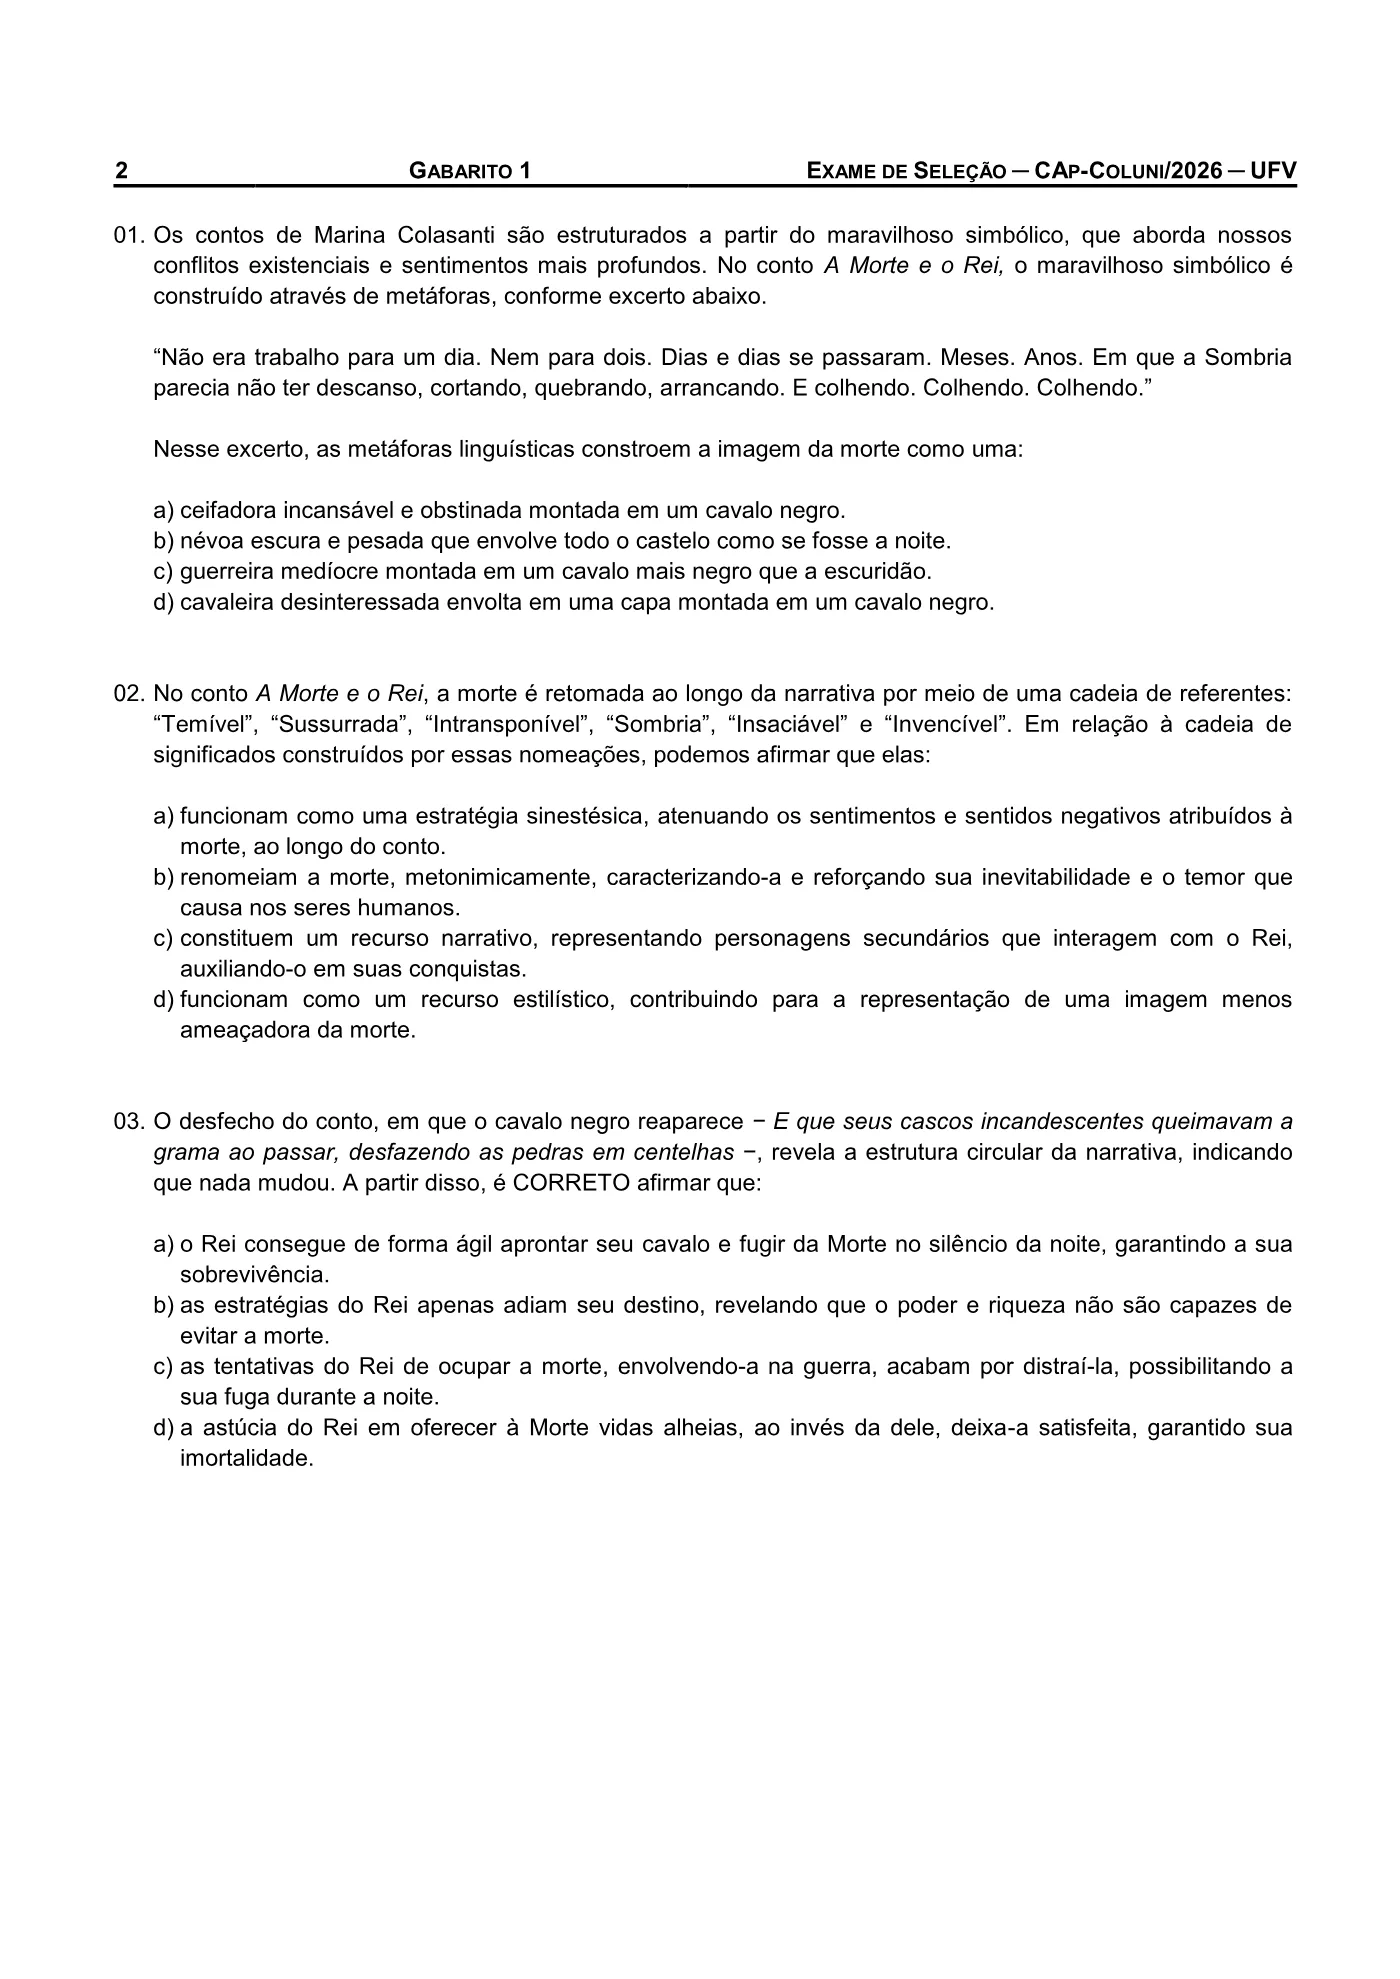 2 GABARITO 1 EXAME DE SELEÇÃO — CAP-COLUNI/2026 — UFV
01. Os contos de Marina Colasanti são estruturados a partir do maravilhoso simbólico, que aborda nossos
conflitos existenciais e sentimentos mais profundos. No conto A Morte e o Rei, o maravilhoso simbólico é
construído através de metáforas, conforme excerto abaixo.
“Não era trabalho para um dia. Nem para dois. Dias e dias se passaram. Meses. Anos. Em que a Sombria
parecia não ter descanso, cortando, quebrando, arrancando. E colhendo. Colhendo. Colhendo.”
Nesse excerto, as metáforas linguísticas constroem a imagem da morte como uma:
a) ceifadora incansável e obstinada montada em um cavalo negro.
b) névoa escura e pesada que envolve todo o castelo como se fosse a noite.
c) guerreira medíocre montada em um cavalo mais negro que a escuridão.
d) cavaleira desinteressada envolta em uma capa montada em um cavalo negro.
02. No conto A Morte e o Rei, a morte é retomada ao longo da narrativa por meio de uma cadeia de referentes:
“Temível”, “Sussurrada”, “Intransponível”, “Sombria”, “Insaciável” e “Invencível”. Em relação à cadeia de
significados construídos por essas nomeações, podemos afirmar que elas:
a) funcionam como uma estratégia sinestésica, atenuando os sentimentos e sentidos negativos atribuídos à
morte, ao longo do conto.
b) renomeiam a morte, metonimicamente, caracterizando-a e reforçando sua inevitabilidade e o temor que
causa nos seres humanos.
c) constituem um recurso narrativo, representando personagens secundários que interagem com o Rei,
auxiliando-o em suas conquistas.
d) funcionam como um recurso estilístico, contribuindo para a representação de uma imagem menos
ameaçadora da morte.
03. O desfecho do conto, em que o cavalo negro reaparece − E que seus cascos incandescentes queimavam a
grama ao passar, desfazendo as pedras em centelhas −, revela a estrutura circular da narrativa, indicando
que nada mudou. A partir disso, é CORRETO afirmar que:
a) o Rei consegue de forma ágil aprontar seu cavalo e fugir da Morte no silêncio da noite, garantindo a sua
sobrevivência.
b) as estratégias do Rei apenas adiam seu destino, revelando que o poder e riqueza não são capazes de
evitar a morte.
c) as tentativas do Rei de ocupar a morte, envolvendo-a na guerra, acabam por distraí-la, possibilitando a
sua fuga durante a noite.
d) a astúcia do Rei em oferecer à Morte vidas alheias, ao invés da dele, deixa-a satisfeita, garantido sua
imortalidade.